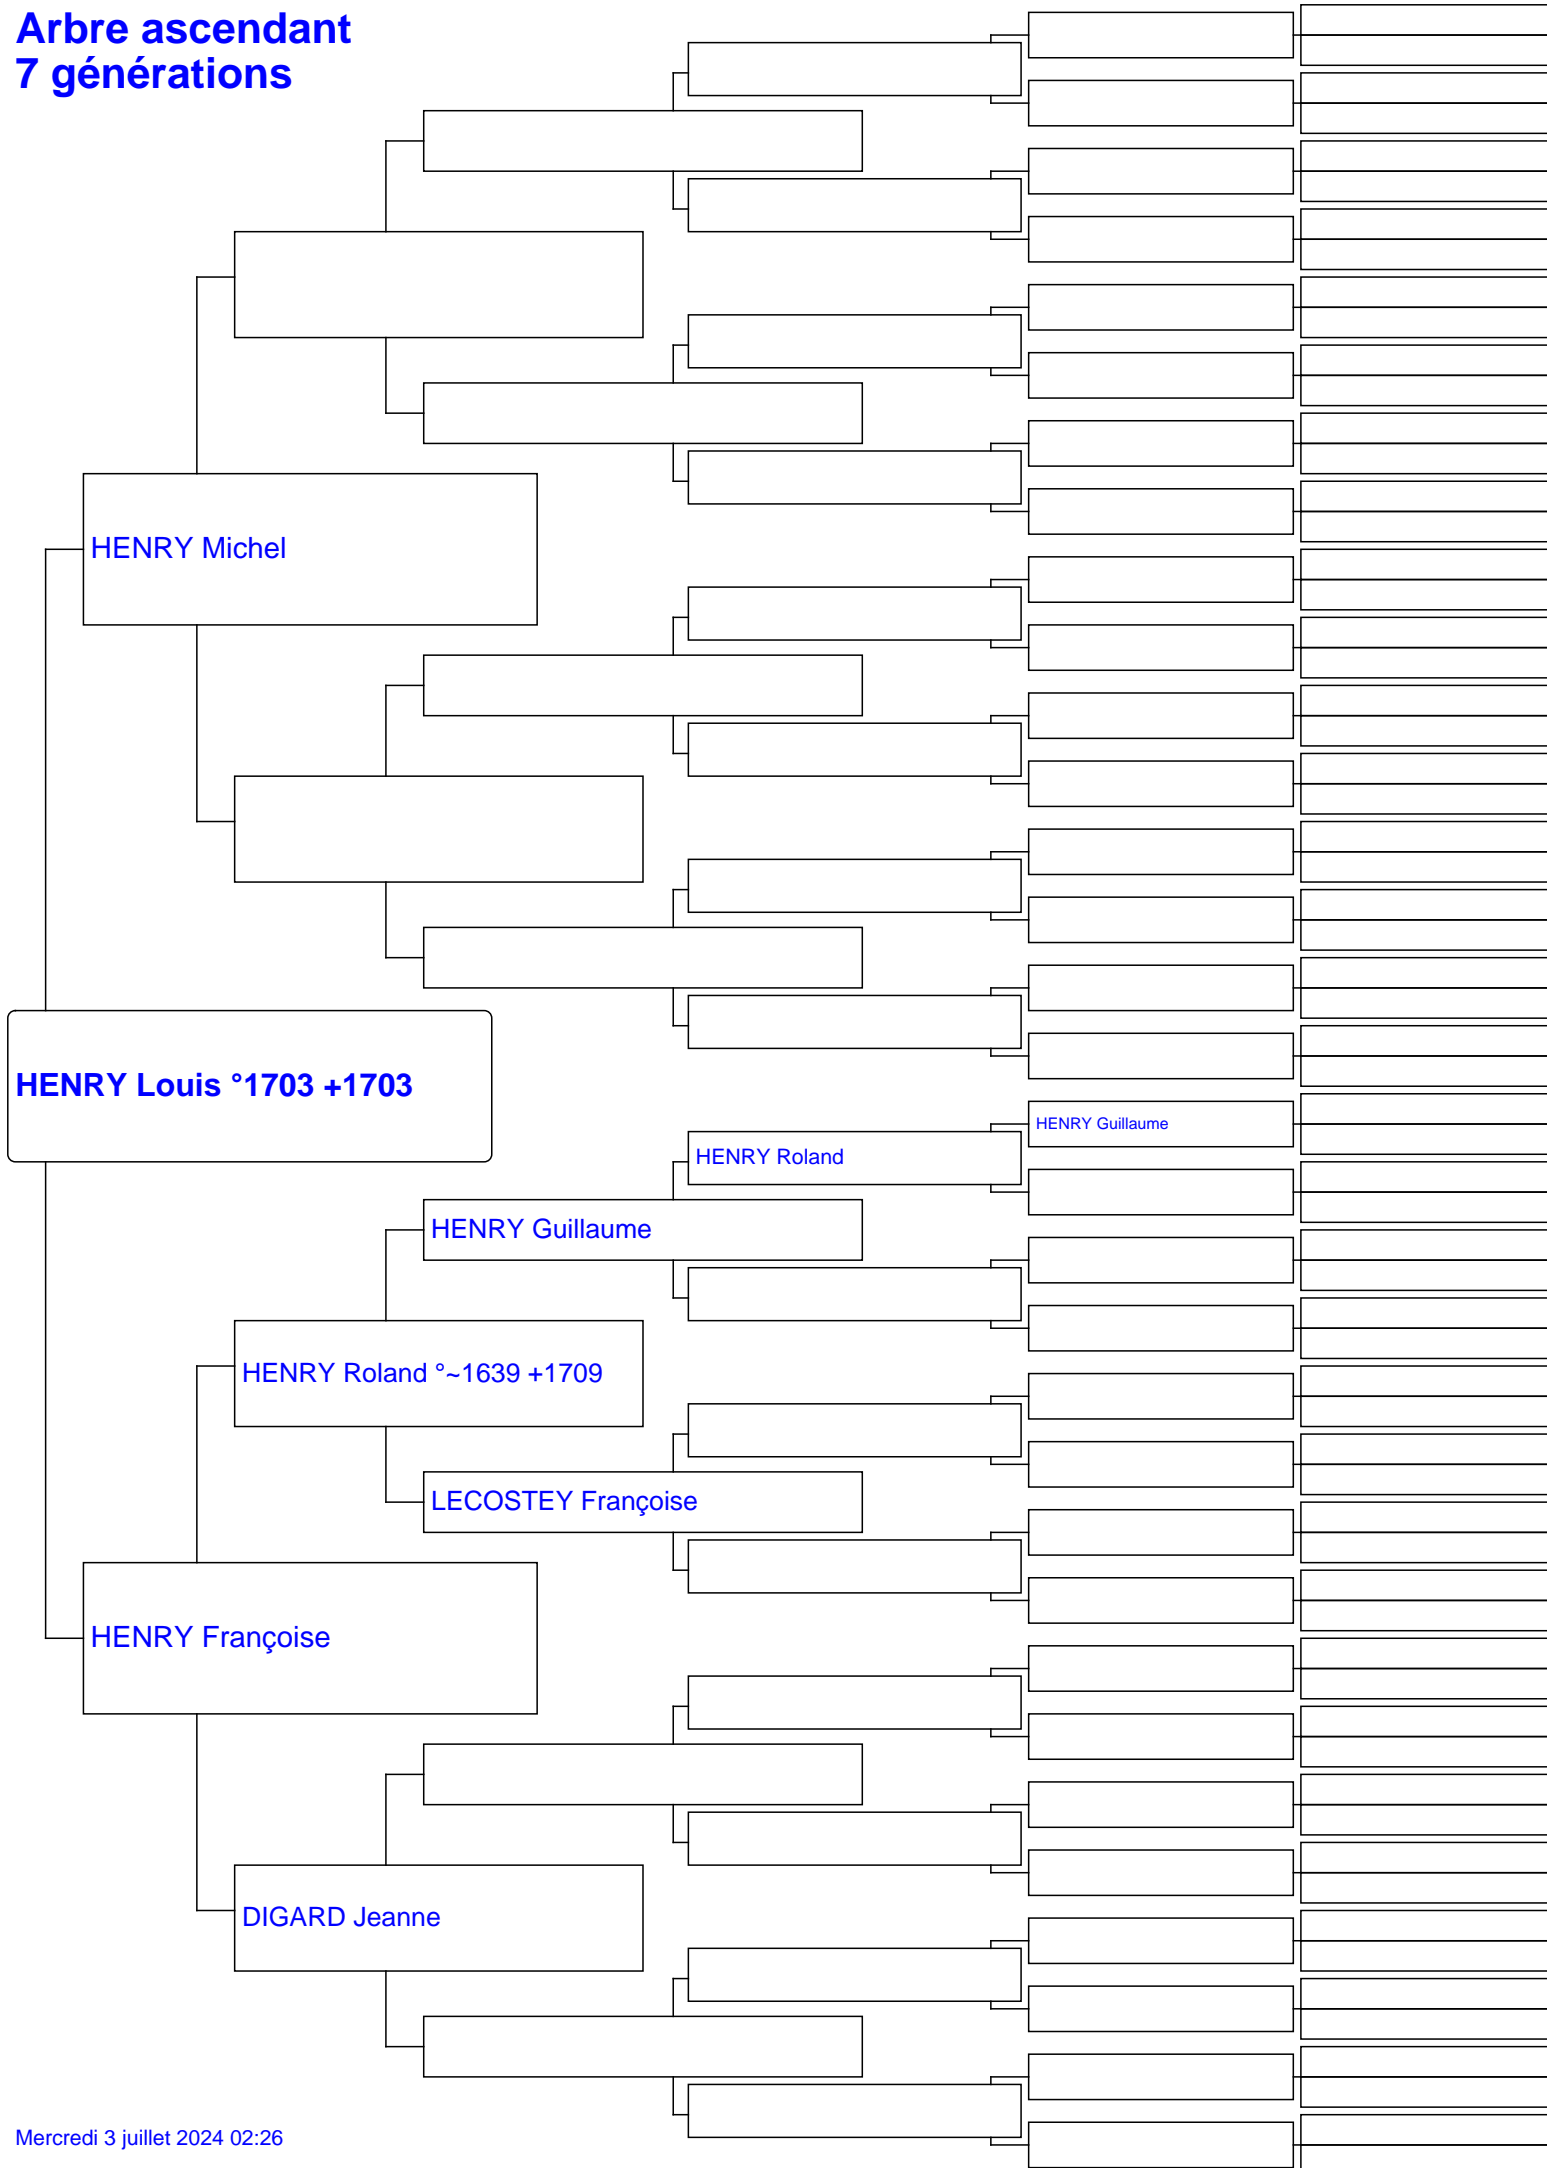 Arbre ascendant
7 générations
HENRY Michel
HENRY Louis °1703 +1703
HENRY Guillaume
HENRY Roland
HENRY Guillaume
HENRY Roland °~1639 +1709
LECOSTEY Françoise
HENRY Françoise
DIGARD Jeanne
Mercredi 3 juillet 2024 02:26